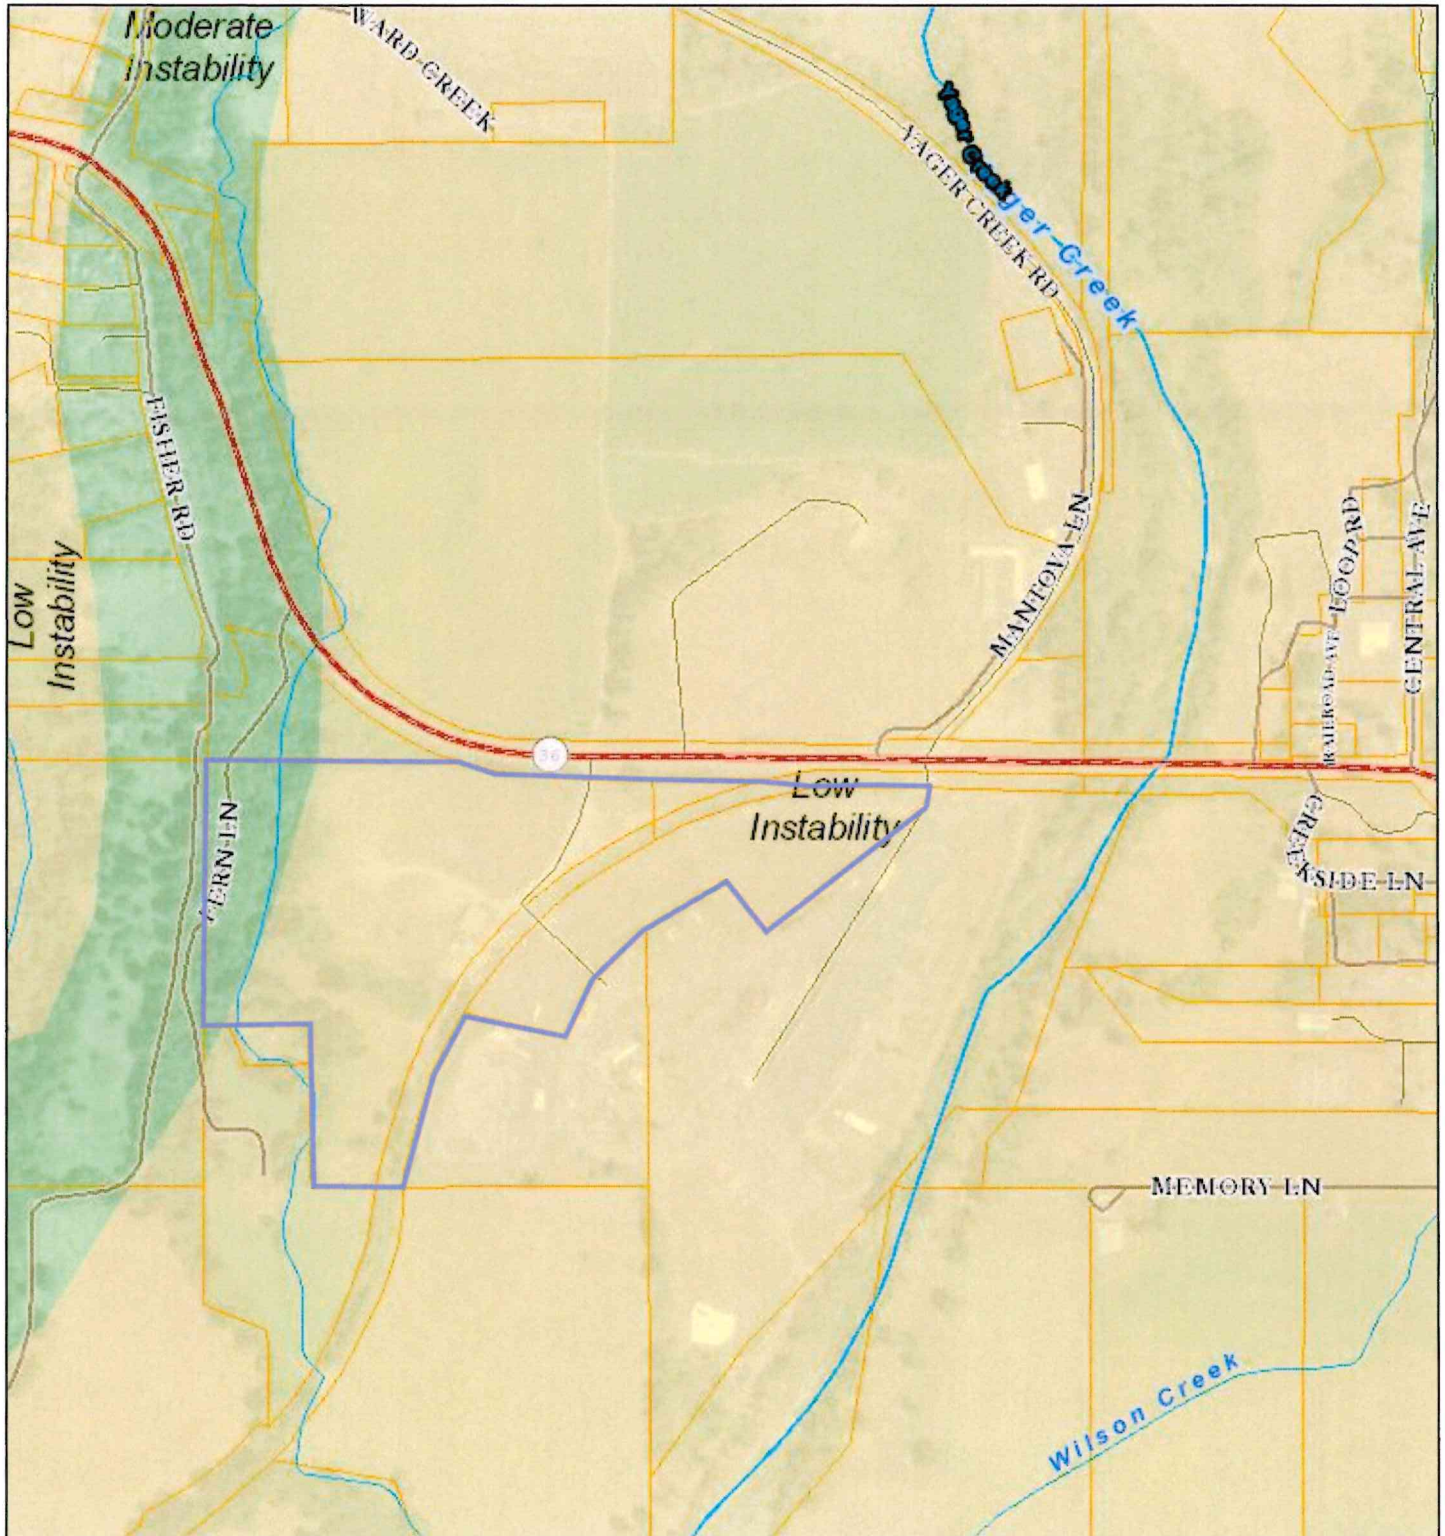 Moderate
Instability
WARD CREEK
Yager Creek
Yager Creek
YAGER CREEK RD
FISHER RD
LOOP RD
CENTRAL AVE
MANTOVA LN
Low
Instability
RAILROAD AVE
36
Low
Instability
FERN LN
CREEKSIDE LN
MEMORY LN
Wilson Creek